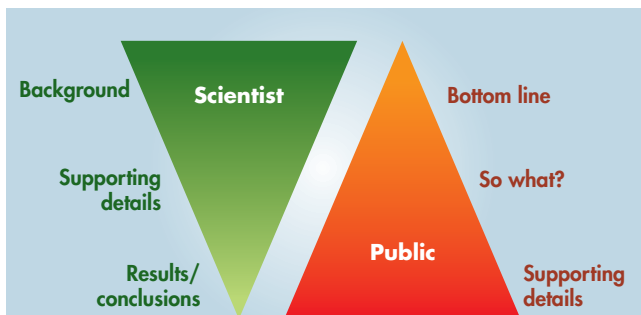 Background
Scientist
Supporting
details
Results/
conclusions
Bottom line
So what?
Public
Supporting
details